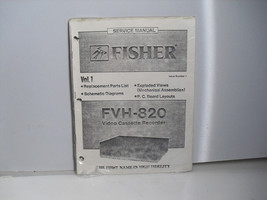 SERVICE MANUAL
FISHER
Vol. 1
• Replacement Parts List
• Schematic Diagrams
• Exploded Views
(Mechanical Assemblies)
• P.C. Board Layouts
FVH-820
Video Cassette Recorder